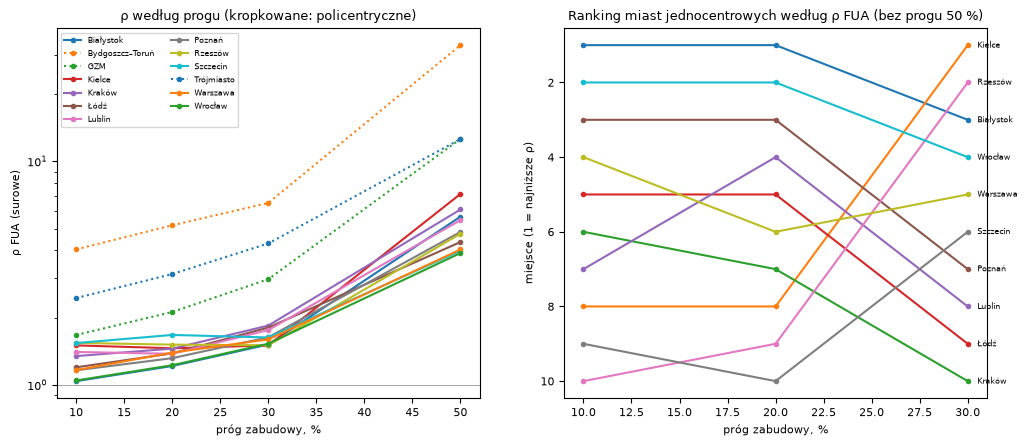 ρ według progu (kropkowane: policentryczne)
ρ FUA (surowe)
10¹
10⁰
Białystok
Bydgoszcz–Toruń
GZM
Kielce
Kraków
Łódź
Lublin
Poznań
Rzeszów
Szczecin
Trójmiasto
Warszawa
Wrocław
10 15 20 25 30 35 40 45 50
próg zabudowy, %
Ranking miast jednocentrowych według ρ FUA (bez progu 50 %)
miejsce (1 = najniższe ρ)
2
4
6
8
10
Kielce
Rzeszów
Białystok
Wrocław
Warszawa
Szczecin
Poznań
Lublin
Łódź
Kraków
10.0 12.5 15.0 17.5 20.0 22.5 25.0 27.5 30.0
próg zabudowy, %